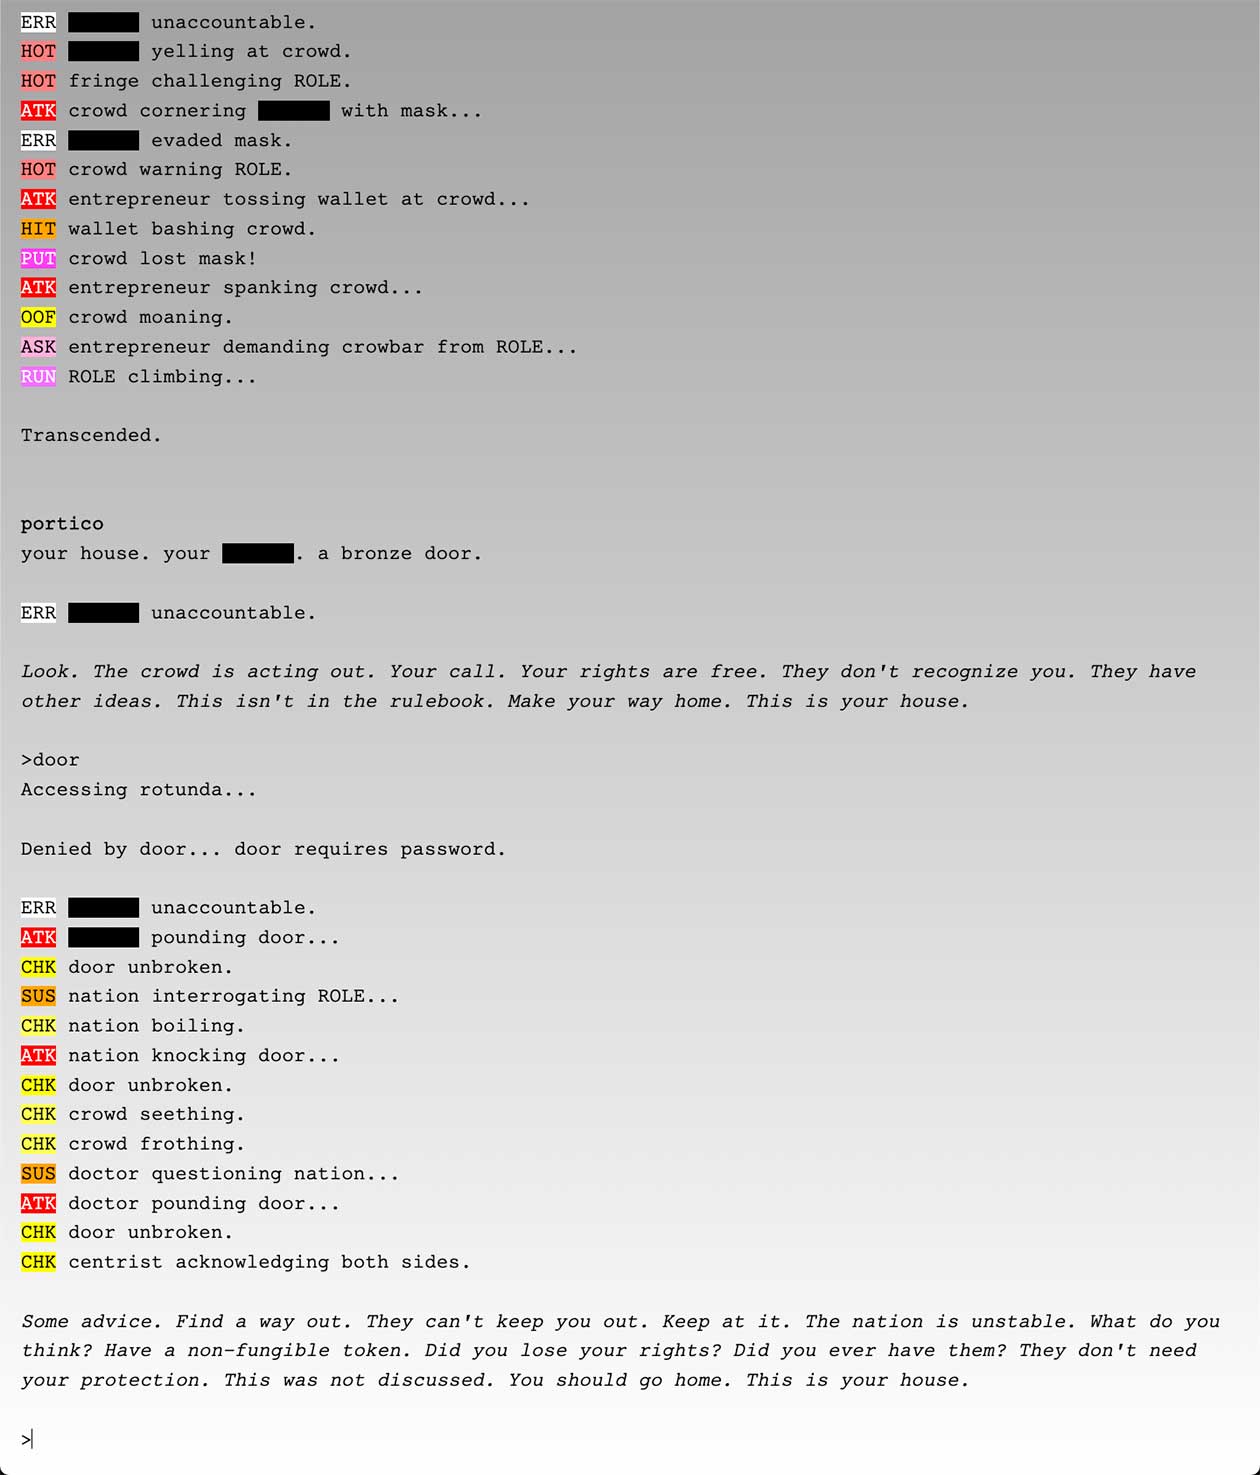 ERR unaccountable.
HOT yelling at crowd.
HOT fringe challenging ROLE.
ATK crowd cornering with mask...
ERR evaded mask.
HOT crowd warning ROLE.
ATK entrepreneur tossing wallet at crowd...
HIT wallet bashing crowd.
PUT crowd lost mask!
ATK entrepreneur spanking crowd...
OOF crowd moaning.
ASK entrepreneur demanding crowbar from ROLE...
RUN ROLE climbing...
Transcended.
portico
your house. your . a bronze door.
ERR unaccountable.
Look. The crowd is acting out. Your call. Your rights are free. They don't recognize you. They have
other ideas. This isn't in the rulebook. Make your way home. This is your house.
>door
Accessing rotunda...
Denied by door... door requires password.
ERR unaccountable.
ATK pounding door...
CHK door unbroken.
SUS nation interrogating ROLE...
CHK nation boiling.
ATK nation knocking door...
CHK door unbroken.
CHK crowd seething.
CHK crowd frothing.
SUS doctor questioning nation...
ATK doctor pounding door...
CHK door unbroken.
CHK centrist acknowledging both sides.
Some advice. Find a way out. They can't keep you out. Keep at it. The nation is unstable. What do you
think? Have a non-fungible token. Did you lose your rights? Did you ever have them? They don't need
your protection. This was not discussed. You should go home. This is your house.
>